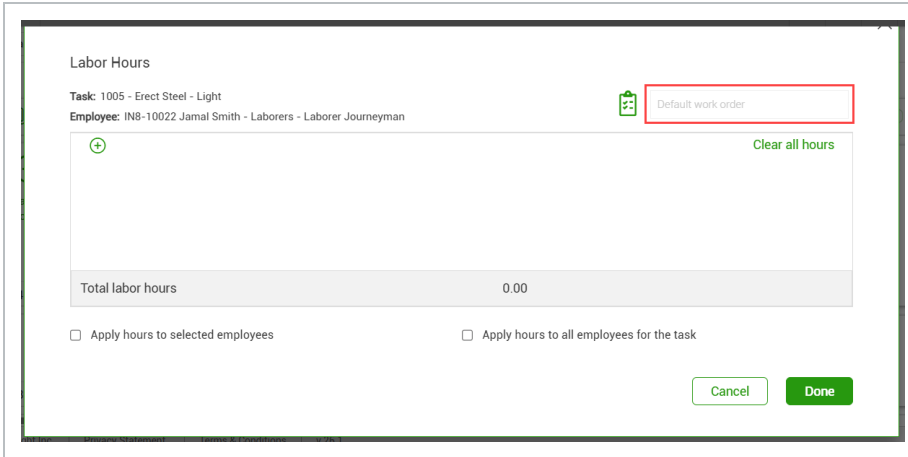 Labor Hours
Task: 1005 - Erect Steel - Light
Default work order
Employee: IN8-10022 Jamal Smith - Laborers - Laborer Journeyman
Clear all hours
Total labor hours 0.00
Apply hours to selected employees
Apply hours to all employees for the task
Cancel Done
Privacy Statement Terms & Conditions v.26.1